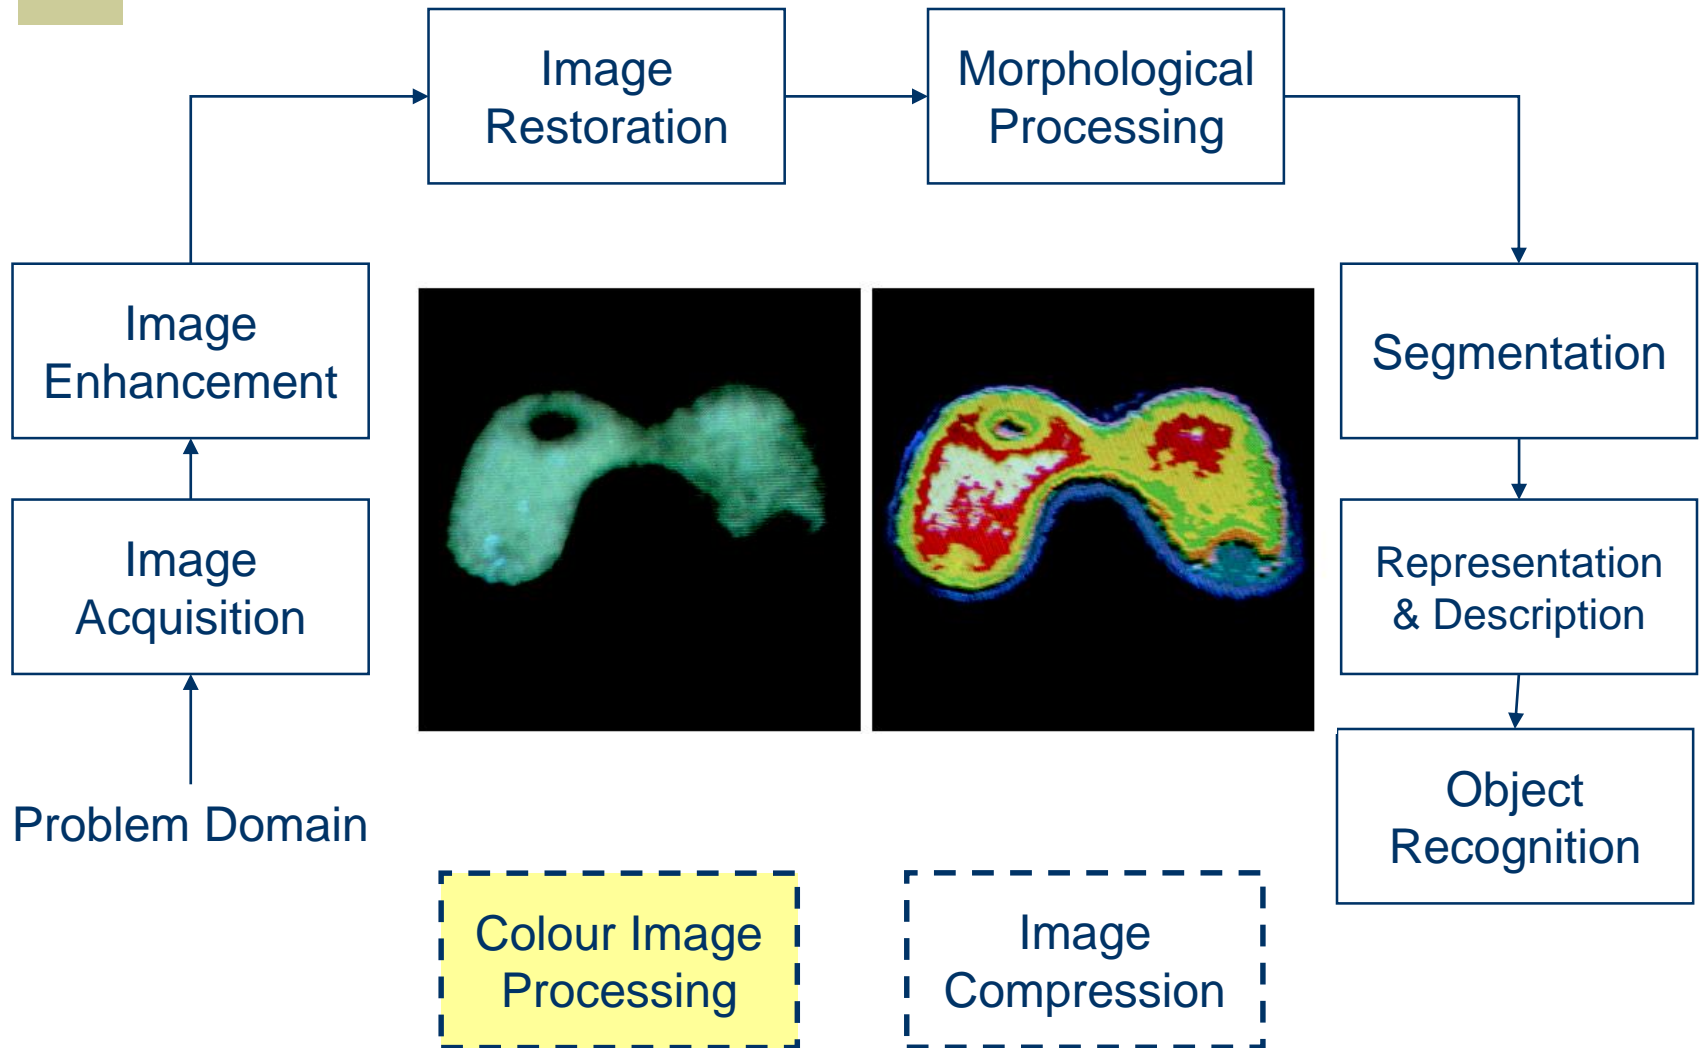 Image
Restoration
Morphological
Processing
Image
Enhancement
Segmentation
Image
Acquisition
Representation
& Description
Problem Domain
Object
Recognition
Colour Image
Processing
Image
Compression